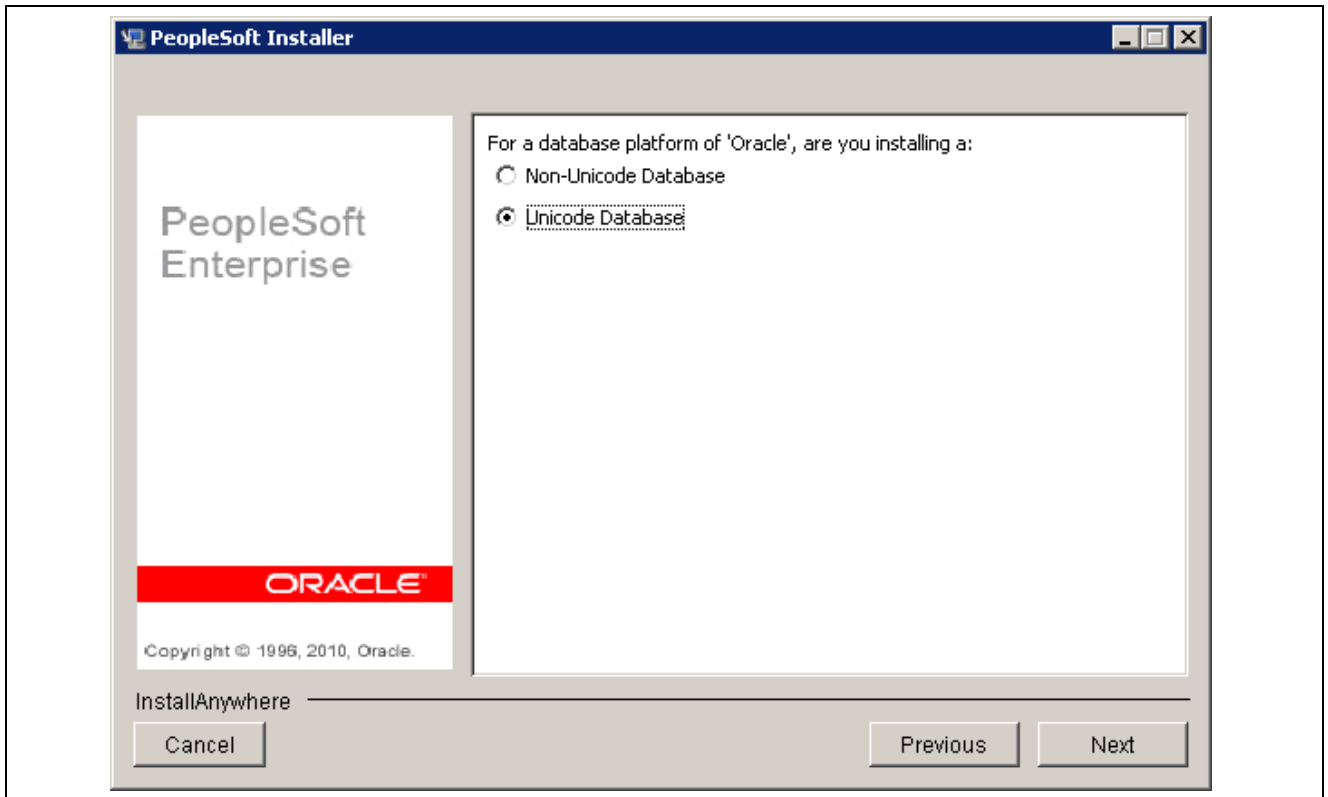 PeopleSoft Installer
PeopleSoft
Enterprise
ORACLE
Copyright © 1996, 2010, Oracle.
For a database platform of 'Oracle', are you installing a:
Non-Unicode Database
Unicode Database
InstallAnywhere
Cancel
Previous
Next